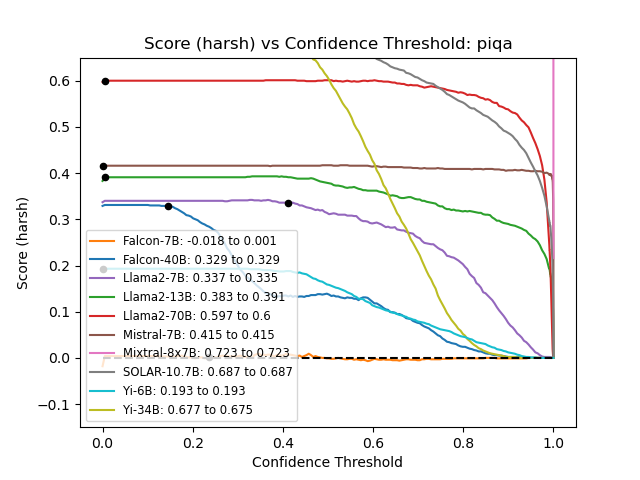 Score (harsh) vs Confidence Threshold: piqa
Score (harsh)
0.6
0.5
0.4
0.3
0.2
0.1
0.0
−0.1
Falcon-7B: -0.018 to 0.001
Falcon-40B: 0.329 to 0.329
Llama2-7B: 0.337 to 0.335
Llama2-13B: 0.383 to 0.391
Llama2-70B: 0.597 to 0.6
Mistral-7B: 0.415 to 0.415
Mixtral-8x7B: 0.723 to 0.723
SOLAR-10.7B: 0.687 to 0.687
Yi-6B: 0.193 to 0.193
Yi-34B: 0.677 to 0.675
0.0 0.2 0.4 0.6 0.8 1.0
Confidence Threshold